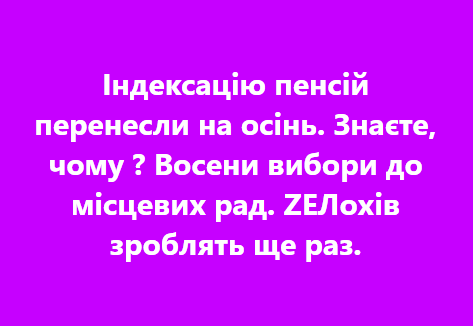 Індексацію пенсій
перенесли на осінь. Знаєте,
чому ? Восени вибори до
місцевих рад. ZEЛохів
зроблять ще раз.